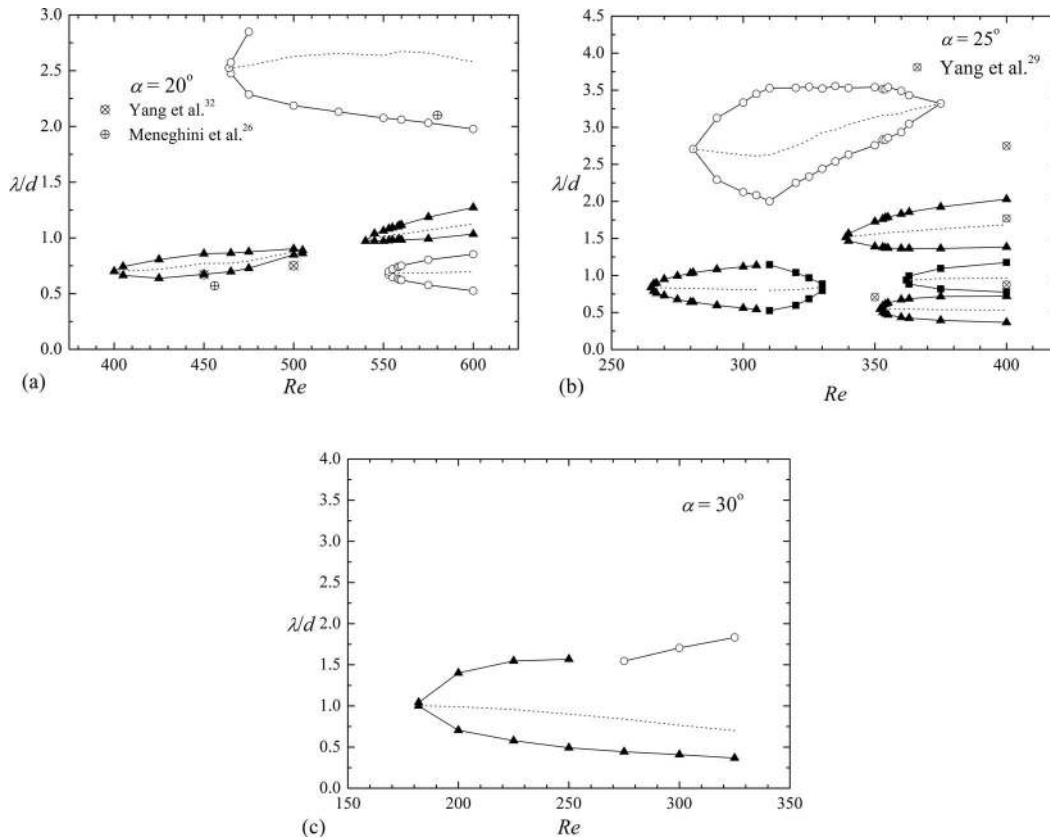 3.0
2.5
2.0
1.5
1.0
0.5
0.0
λ/d
α = 20°
Yang et al.³²
Meneghini et al.²⁶
400 450 500 550 600
Re
(a)
4.0
3.5
3.0
2.5
2.0
1.5
1.0
0.5
0.0
λ/d
α = 25°
Yang et al.²⁹
250 300 350 400
Re
(b)
4.0
3.5
3.0
2.5
2.0
1.5
1.0
0.5
0.0
λ/d
α = 30°
150 200 250 300 350
Re
(c)